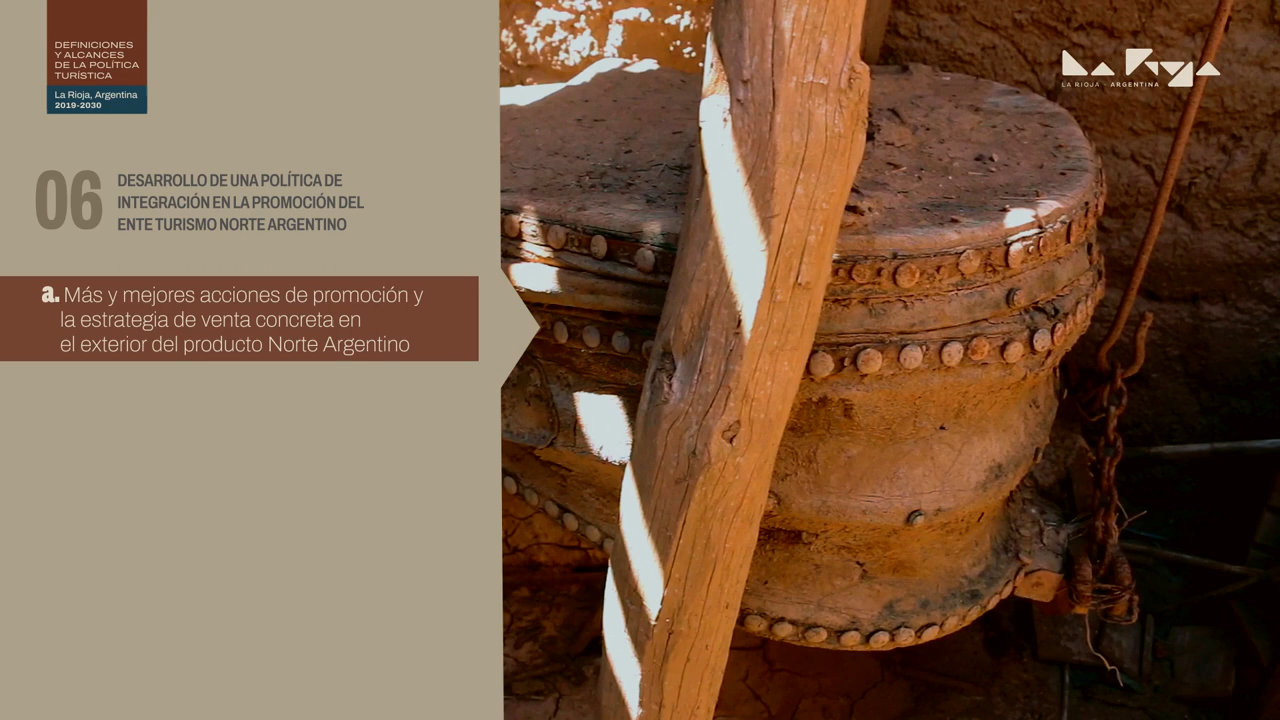 DEFINICIONES
Y ALCANCES
DE LA POLÍTICA
TURÍSTICA
La Rioja, Argentina
2019-2030
La Rioja
LA RIOJA - ARGENTINA
06
DESARROLLO DE UNA POLÍTICA DE
INTEGRACIÓN EN LA PROMOCIÓN DEL
ENTE TURISMO NORTE ARGENTINO
a. Más y mejores acciones de promoción y
la estrategia de venta concreta en
el exterior del producto Norte Argentino